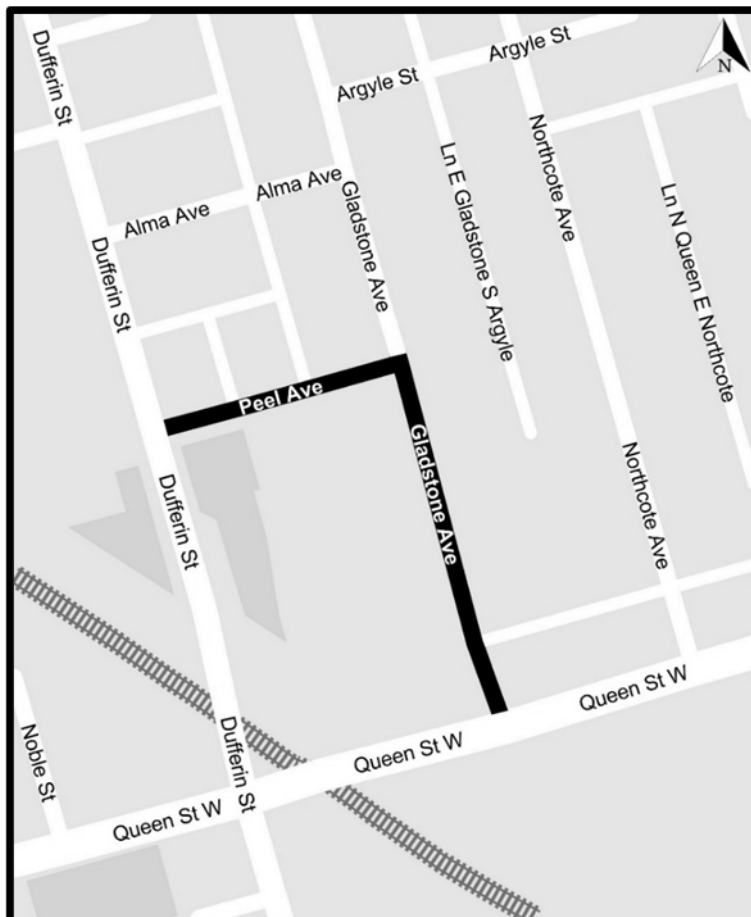 Dufferin St
Argyle St
Argyle St
N
Alma Ave
Alma Ave
Gladstone Ave
Ln E Gladstone S Argyle
Northcote Ave
Ln N Queen E Northcote
Dufferin St
Peel Ave
Gladstone Ave
Northcote Ave
Dufferin St
Queen St W
Queen St W
Dufferin St
Noble St
Queen St W